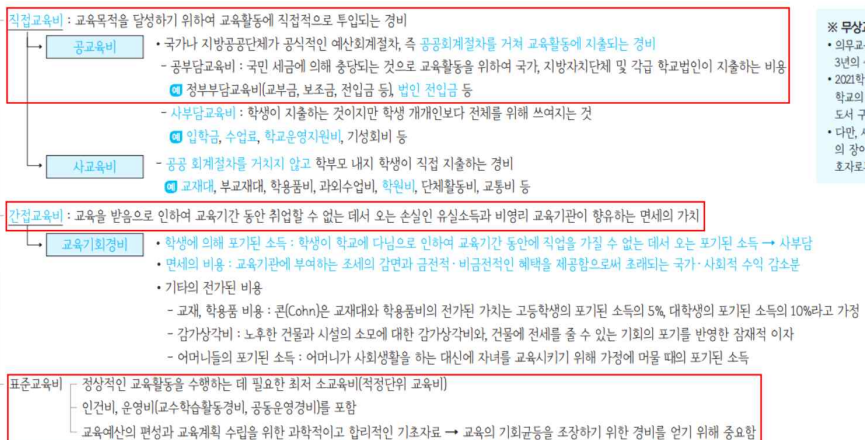 직접교육비 : 교육목적을 달성하기 위하여 교육활동에 직접적으로 투입되는 경비
공교육비 • 국가나 지방공공단체가 공식적인 예산회계절차, 즉 공공회계절차를 거쳐 교육활동에 지출되는 경비
- 공부담교육비 : 국민 세금에 의해 충당되는 것으로 교육활동을 위하여 국가, 지방자치단체 및 각급 학교법인이 지출하는 비용
예 정부부담교육비(교부금, 보조금, 전입금 등), 법인 전입금 등
- 사부담교육비 : 학생이 지출하는 것이지만 학생 개개인보다 전체를 위해 쓰여지는 것
예 입학금, 수업료, 학교운영지원비, 기성회비 등
사교육비 - 공공 회계절차를 거치지 않고 학부모 내지 학생이 직접 지출하는 경비
예 교재대, 부교재대, 학용품비, 과외수업비, 학원비, 단체활동비, 교통비 등
간접교육비 : 교육을 받음으로 인하여 교육기간 동안 취업할 수 없는 데서 오는 손실인 유실소득과 비영리 교육기관이 향유하는 면세의 가치
교육기회경비 • 학생에 의해 포기된 소득 : 학생이 학교에 다님으로 인하여 교육기간 동안에 직업을 가질 수 없는 데서 오는 포기된 소득 → 사부담
• 면세의 비용 : 교육기관에 부여하는 조세의 감면과 금전적·비금전적인 혜택을 제공함으로써 초래되는 국가·사회적 수익 감소분
• 기타의 전가된 비용
- 교재, 학용품 비용 : 콘(Cohn)은 교재대와 학용품비의 전가된 가치는 고등학생의 포기된 소득의 5%, 대학생의 포기된 소득의 10%라고 가정
- 감가상각비 : 노후한 건물과 시설의 소모에 대한 감가상각비와, 건물에 전세를 줄 수 있는 기회의 포기를 반영한 잠재적 이자
- 어머니들의 포기된 소득 : 어머니가 사회생활을 하는 대신에 자녀를 교육시키기 위해 가정에 머물 때의 포기된 소득
표준교육비 정상적인 교육활동을 수행하는 데 필요한 최저 소교육비(적정단위 교육비)
인건비, 운영비(교수학습활동경비, 공동운영경비)를 포함
교육예산의 편성과 교육계획 수립을 위한 과학적이고 합리적인 기초자료 → 교육의 기회균등을 조장하기 위한 경비를 얻기 위해 중요함
※ 무상교
• 의무교
3년의
• 2021학
학교의
도서 구
• 다만,
의 장이
호자로